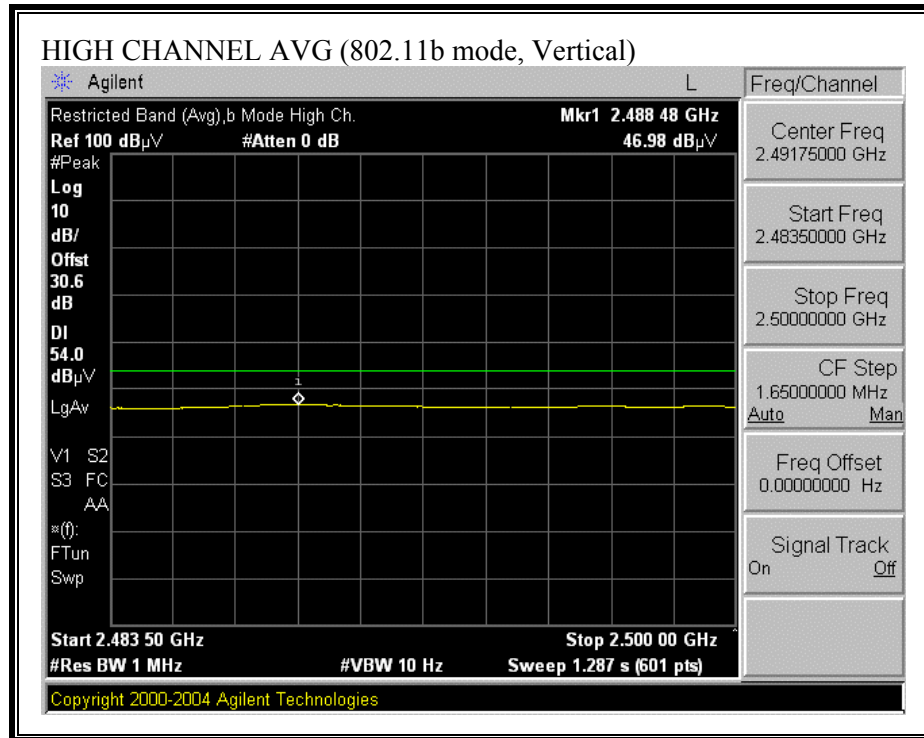 HIGH CHANNEL AVG (802.11b mode, Vertical)
Agilent
L
Freq/Channel
Restricted Band (Avg),b Mode High Ch.
Mkr1 2.488 48 GHz
Ref 100 dBµV
#Atten 0 dB
46.98 dBµV
#Peak
Log
10
dB/
Offst
30.6
dB
DI
54.0
dBµV
LgAv
V1 S2
S3 FC
AA
¤(f):
FTun
Swp
1
Start 2.483 50 GHz
Stop 2.500 00 GHz
#Res BW 1 MHz
#VBW 10 Hz
Sweep 1.287 s (601 pts)
Copyright 2000-2004 Agilent Technologies
Center Freq
2.49175000 GHz
Start Freq
2.48350000 GHz
Stop Freq
2.50000000 GHz
CF Step
1.65000000 MHz
Auto Man
Freq Offset
0.00000000 Hz
Signal Track
On Off